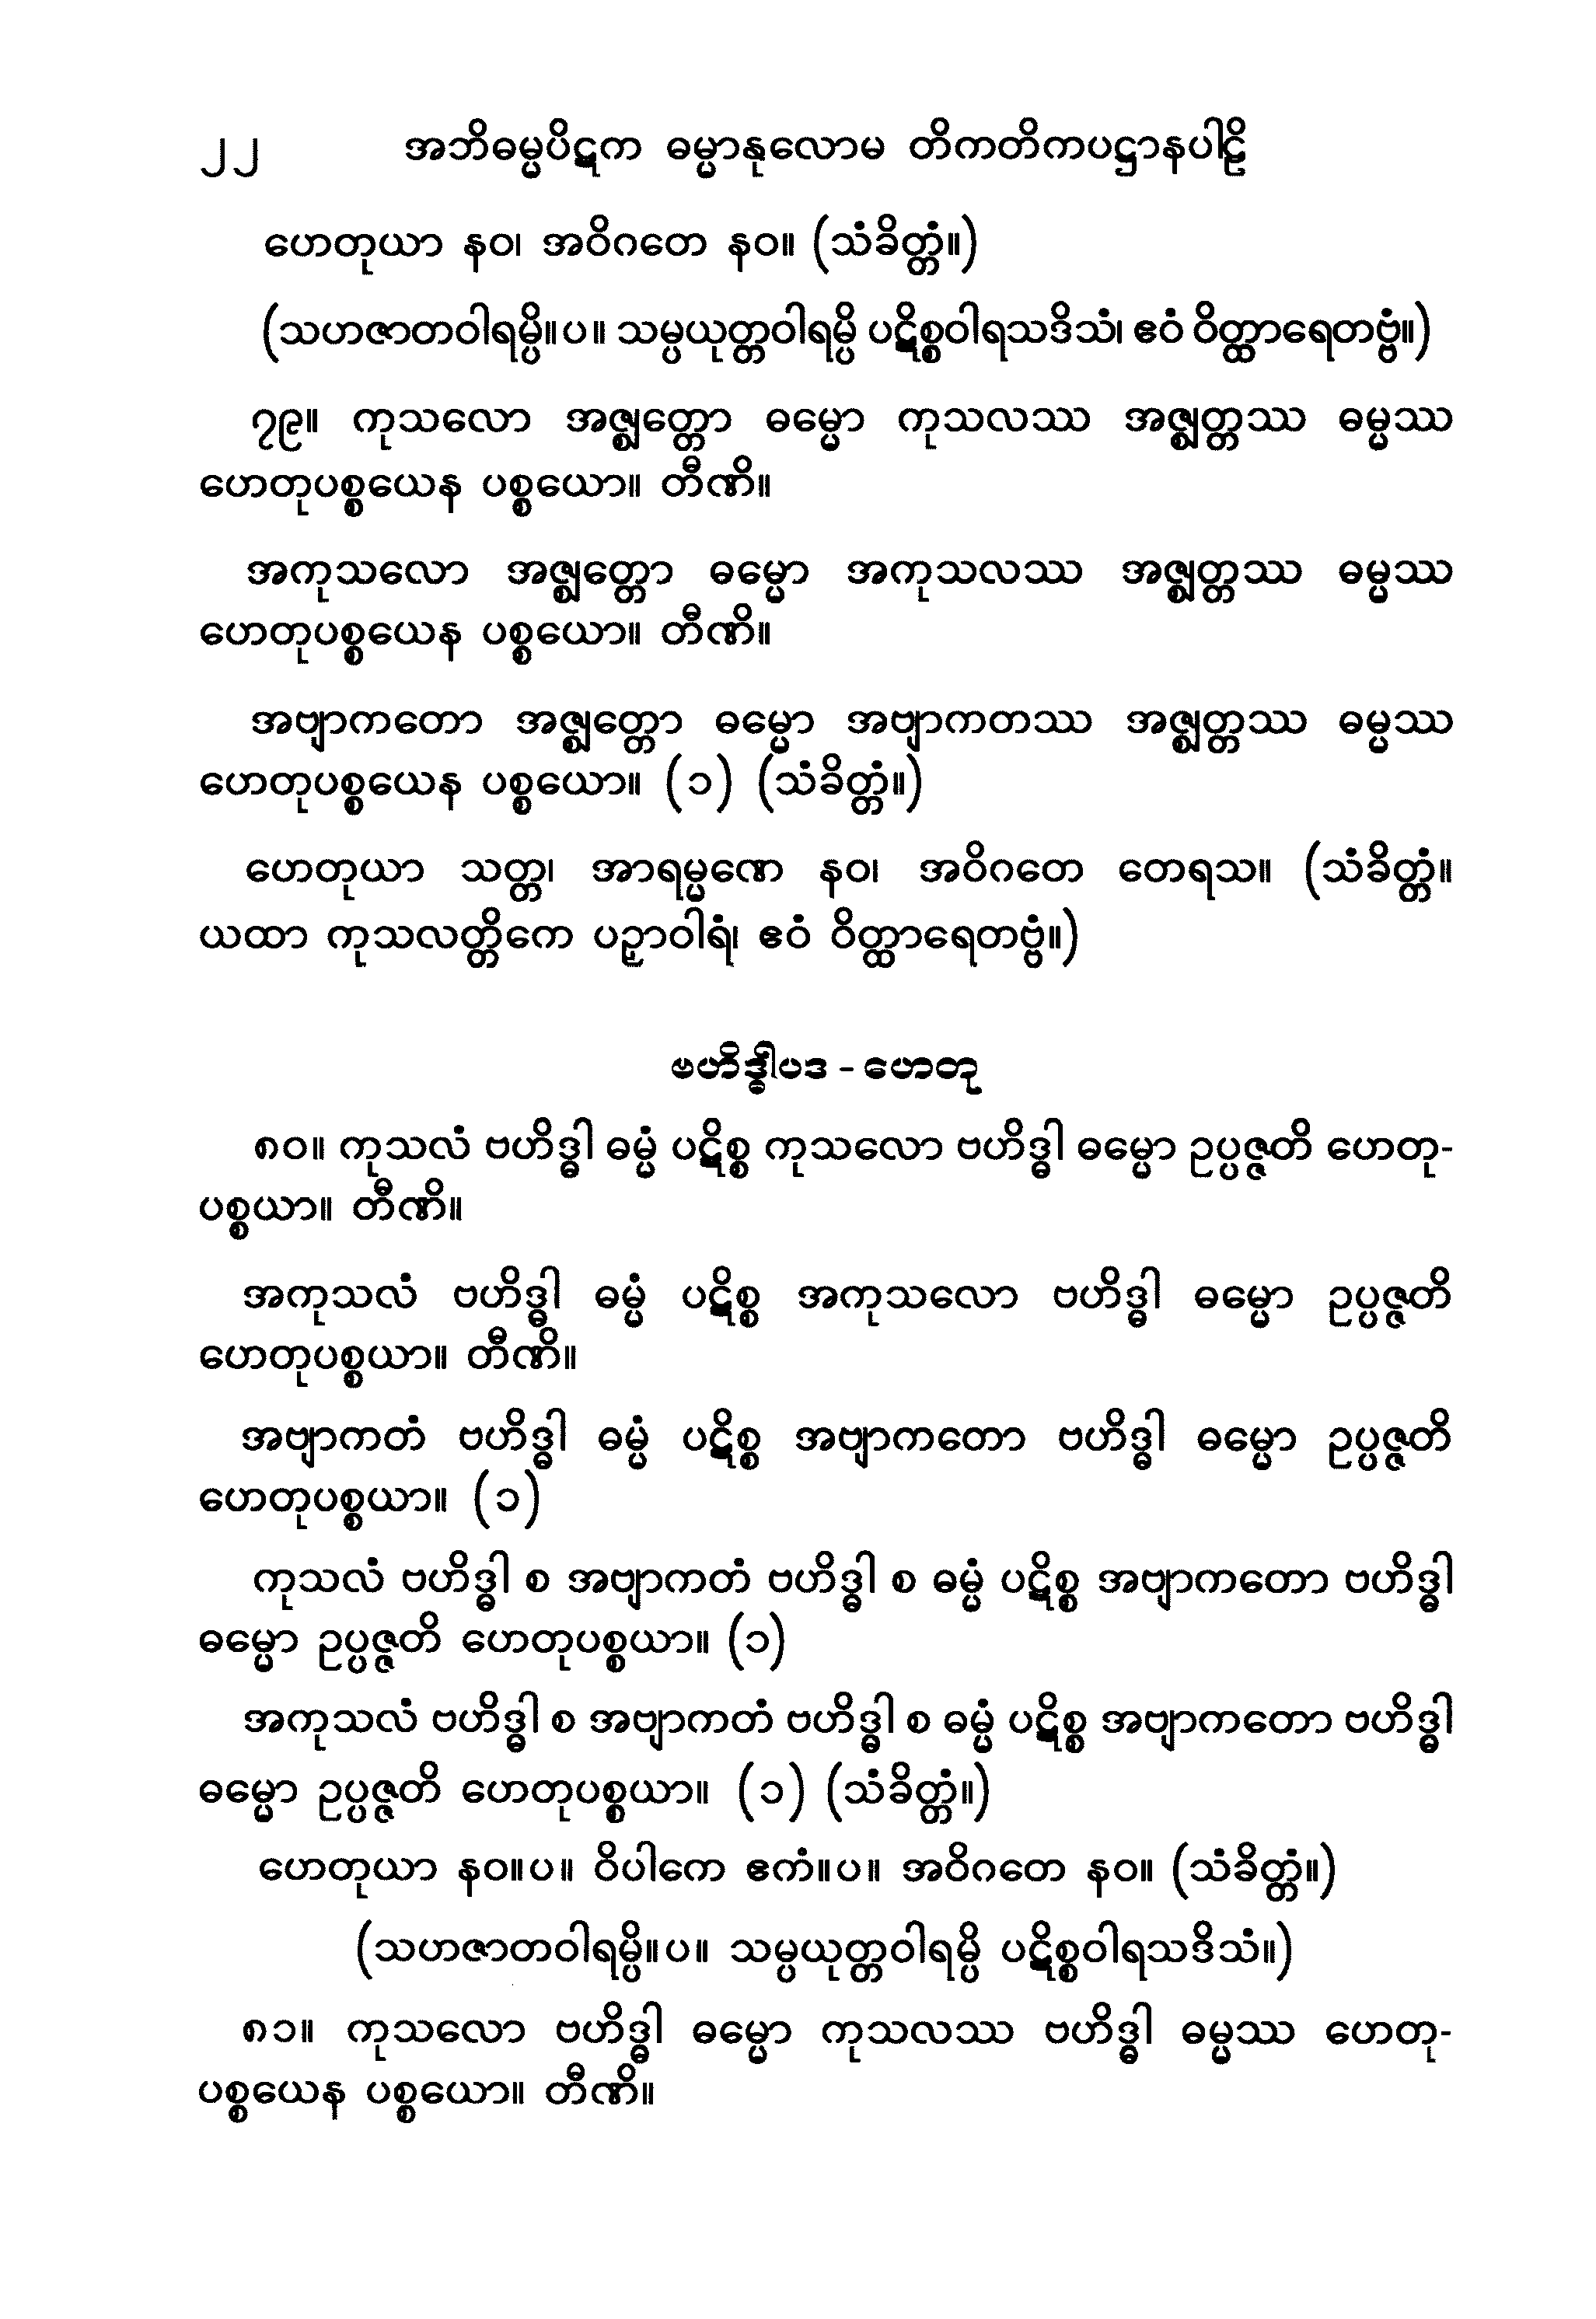 ၂၂ အဘိဓမ္မပိဋက ဓမ္မာနုလောမ တိကတိကပဋ္ဌာနပါဠိ
ဟေတုယာ နဝ၊ အဝိဂတေ နဝ။ (သံခိတ္တံ။)
(သဟဇာတဝါရမ္ပိ။ပ။ သမ္ပယုတ္တဝါရမ္ပိ ပဋိစ္စဝါရသဒိသံ၊ ဧဝံ ဝိတ္ထာရေတဗ္ဗံ။)
၇၉။ ကုသလော အဇ္ဈတ္တော ဓမ္မော ကုသလဿ အဇ္ဈတ္တဿ ဓမ္မဿ
ဟေတုပစ္စယေန ပစ္စယော။ တီဏိ။
အကုသလော အဇ္ဈတ္တော ဓမ္မော အကုသလဿ အဇ္ဈတ္တဿ ဓမ္မဿ
ဟေတုပစ္စယေန ပစ္စယော။ တီဏိ။
အဗျာကတော အဇ္ဈတ္တော ဓမ္မော အဗျာကတဿ အဇ္ဈတ္တဿ ဓမ္မဿ
ဟေတုပစ္စယေန ပစ္စယော။ (၁) (သံခိတ္တံ။)
ဟေတုယာ သတ္တ၊ အာရမ္မဏေ နဝ၊ အဝိဂတေ တေရသ။ (သံခိတ္တံ။
ယထာ ကုသလတ္တိကေ ပဉှာဝါရံ၊ ဧဝံ ဝိတ္ထာရေတဗ္ဗံ။)
ဗဟိဒ္ဓါပဒ - ဟေတု
၈၀။ ကုသလံ ဗဟိဒ္ဓါ ဓမ္မံ ပဋိစ္စ ကုသလော ဗဟိဒ္ဓါ ဓမ္မော ဥပ္ပဇ္ဇတိ ဟေတု-
ပစ္စယာ။ တီဏိ။
အကုသလံ ဗဟိဒ္ဓါ ဓမ္မံ ပဋိစ္စ အကုသလော ဗဟိဒ္ဓါ ဓမ္မော ဥပ္ပဇ္ဇတိ
ဟေတုပစ္စယာ။ တီဏိ။
အဗျာကတံ ဗဟိဒ္ဓါ ဓမ္မံ ပဋိစ္စ အဗျာကတော ဗဟိဒ္ဓါ ဓမ္မော ဥပ္ပဇ္ဇတိ
ဟေတုပစ္စယာ။ (၁)
ကုသလံ ဗဟိဒ္ဓါ စ အဗျာကတံ ဗဟိဒ္ဓါ စ ဓမ္မံ ပဋိစ္စ အဗျာကတော ဗဟိဒ္ဓါ
ဓမ္မော ဥပ္ပဇ္ဇတိ ဟေတုပစ္စယာ။ (၁)
အကုသလံ ဗဟိဒ္ဓါ စ အဗျာကတံ ဗဟိဒ္ဓါ စ ဓမ္မံ ပဋိစ္စ အဗျာကတော ဗဟိဒ္ဓါ
ဓမ္မော ဥပ္ပဇ္ဇတိ ဟေတုပစ္စယာ။ (၁) (သံခိတ္တံ။)
ဟေတုယာ နဝ။ပ။ ဝိပါကေ ဧကံ။ပ။ အဝိဂတေ နဝ။ (သံခိတ္တံ။)
(သဟဇာတဝါရမ္ပိ။ပ။ သမ္ပယုတ္တဝါရမ္ပိ ပဋိစ္စဝါရသဒိသံ။)
၈၁။ ကုသလော ဗဟိဒ္ဓါ ဓမ္မော ကုသလဿ ဗဟိဒ္ဓါ ဓမ္မဿ ဟေတု-
ပစ္စယေန ပစ္စယော။ တီဏိ။